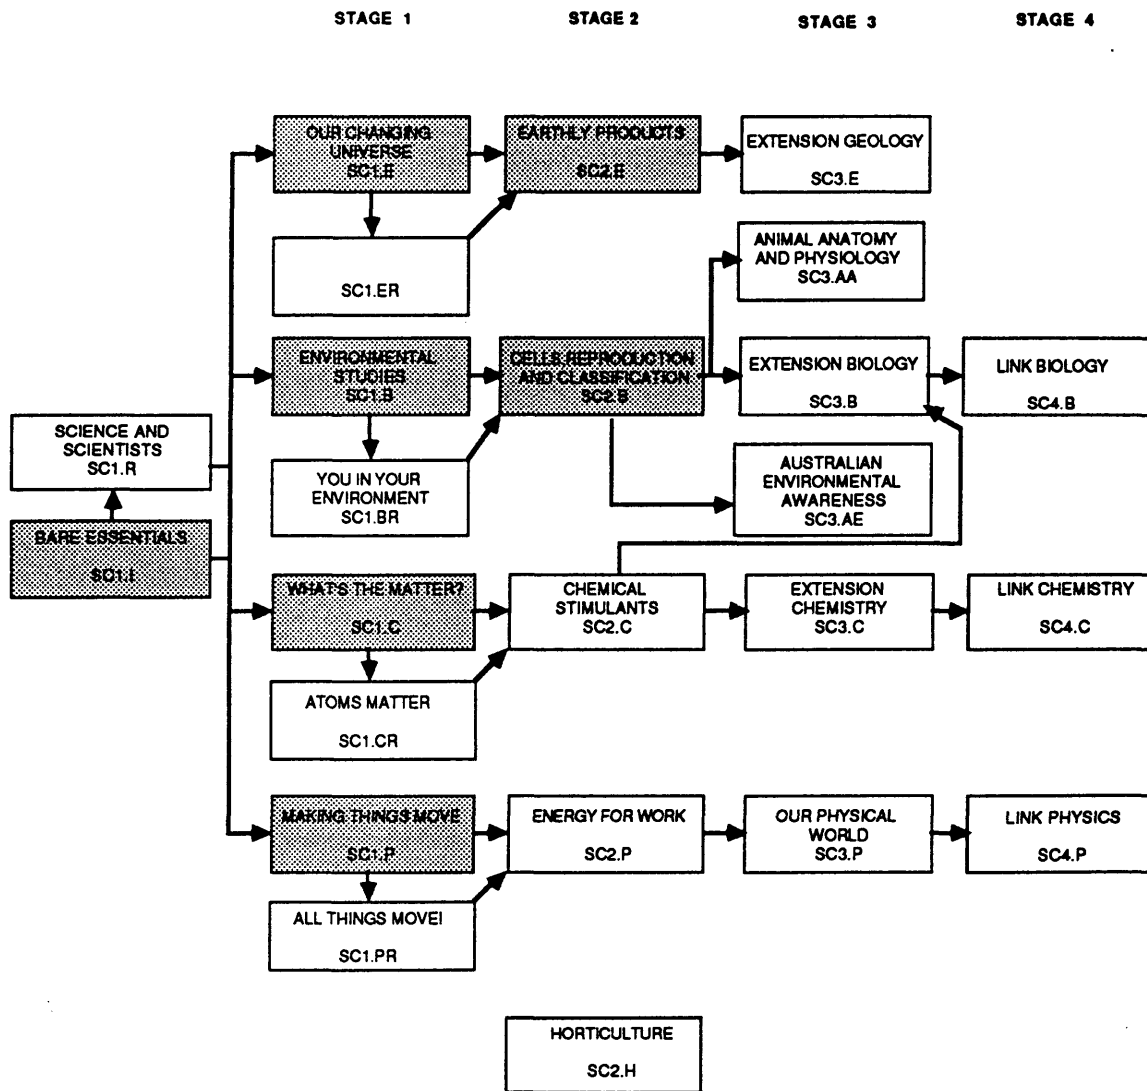 STAGE 1
STAGE 2
STAGE 3
STAGE 4
OUR CHANGING
UNIVERSE
SC1.E
EARTHLY PRODUCTS
SC2.E
EXTENSION GEOLOGY
SC3.E
SC1.ER
ANIMAL ANATOMY
AND PHYSIOLOGY
SC3.AA
ENVIRONMENTAL
STUDIES
SC1.B
CELLS,REPRODUCTION
AND CLASSIFICATION
SC2.B
EXTENSION BIOLOGY
SC3.B
LINK BIOLOGY
SC4.B
SCIENCE AND
SCIENTISTS
SC1.R
YOU IN YOUR
ENVIRONMENT
SC1.BR
AUSTRALIAN
ENVIRONMENTAL
AWARENESS
SC3.AE
BARE ESSENTIALS
SC1.I
WHAT'S THE MATTER?
SC1.C
CHEMICAL
STIMULANTS
SC2.C
EXTENSION
CHEMISTRY
SC3.C
LINK CHEMISTRY
SC4.C
ATOMS MATTER
SC1.CR
MAKING THINGS MOVE
SC1.P
ENERGY FOR WORK
SC2.P
OUR PHYSICAL
WORLD
SC3.P
LINK PHYSICS
SC4.P
ALL THINGS MOVE!
SC1.PR
HORTICULTURE
SC2.H